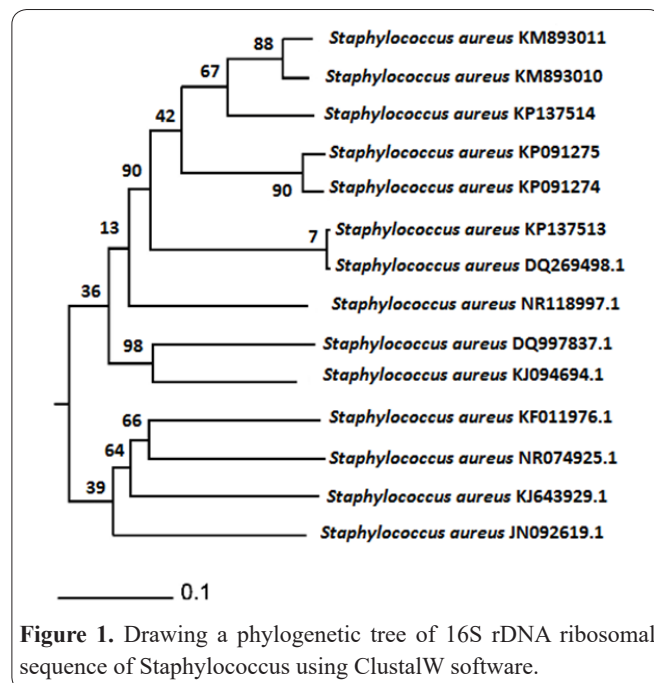 88
Staphylococcus aureus KM893011
67
Staphylococcus aureus KM893010
42
Staphylococcus aureus KP137514
90
Staphylococcus aureus KP091275
90
Staphylococcus aureus KP091274
13
7
Staphylococcus aureus KP137513
Staphylococcus aureus DQ269498.1
36
Staphylococcus aureus NR118997.1
98
Staphylococcus aureus DQ997837.1
Staphylococcus aureus KJ094694.1
66
Staphylococcus aureus KF011976.1
64
Staphylococcus aureus NR074925.1
39
Staphylococcus aureus KJ643929.1
Staphylococcus aureus JN092619.1
0.1
Figure 1. Drawing a phylogenetic tree of 16S rDNA ribosomal
sequence of Staphylococcus using ClustalW software.